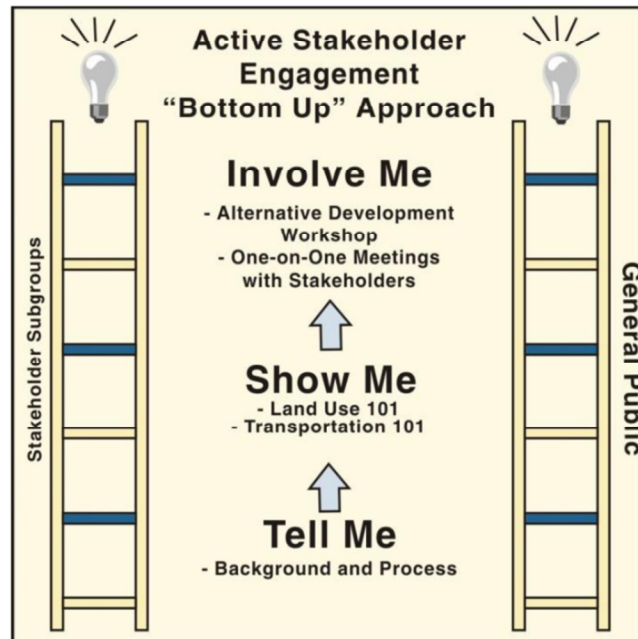 Active Stakeholder
Engagement
“Bottom Up” Approach
Involve Me
- Alternative Development
Workshop
- One-on-One Meetings
with Stakeholders
Show Me
- Land Use 101
- Transportation 101
Tell Me
- Background and Process
Stakeholder Subgroups
General Public